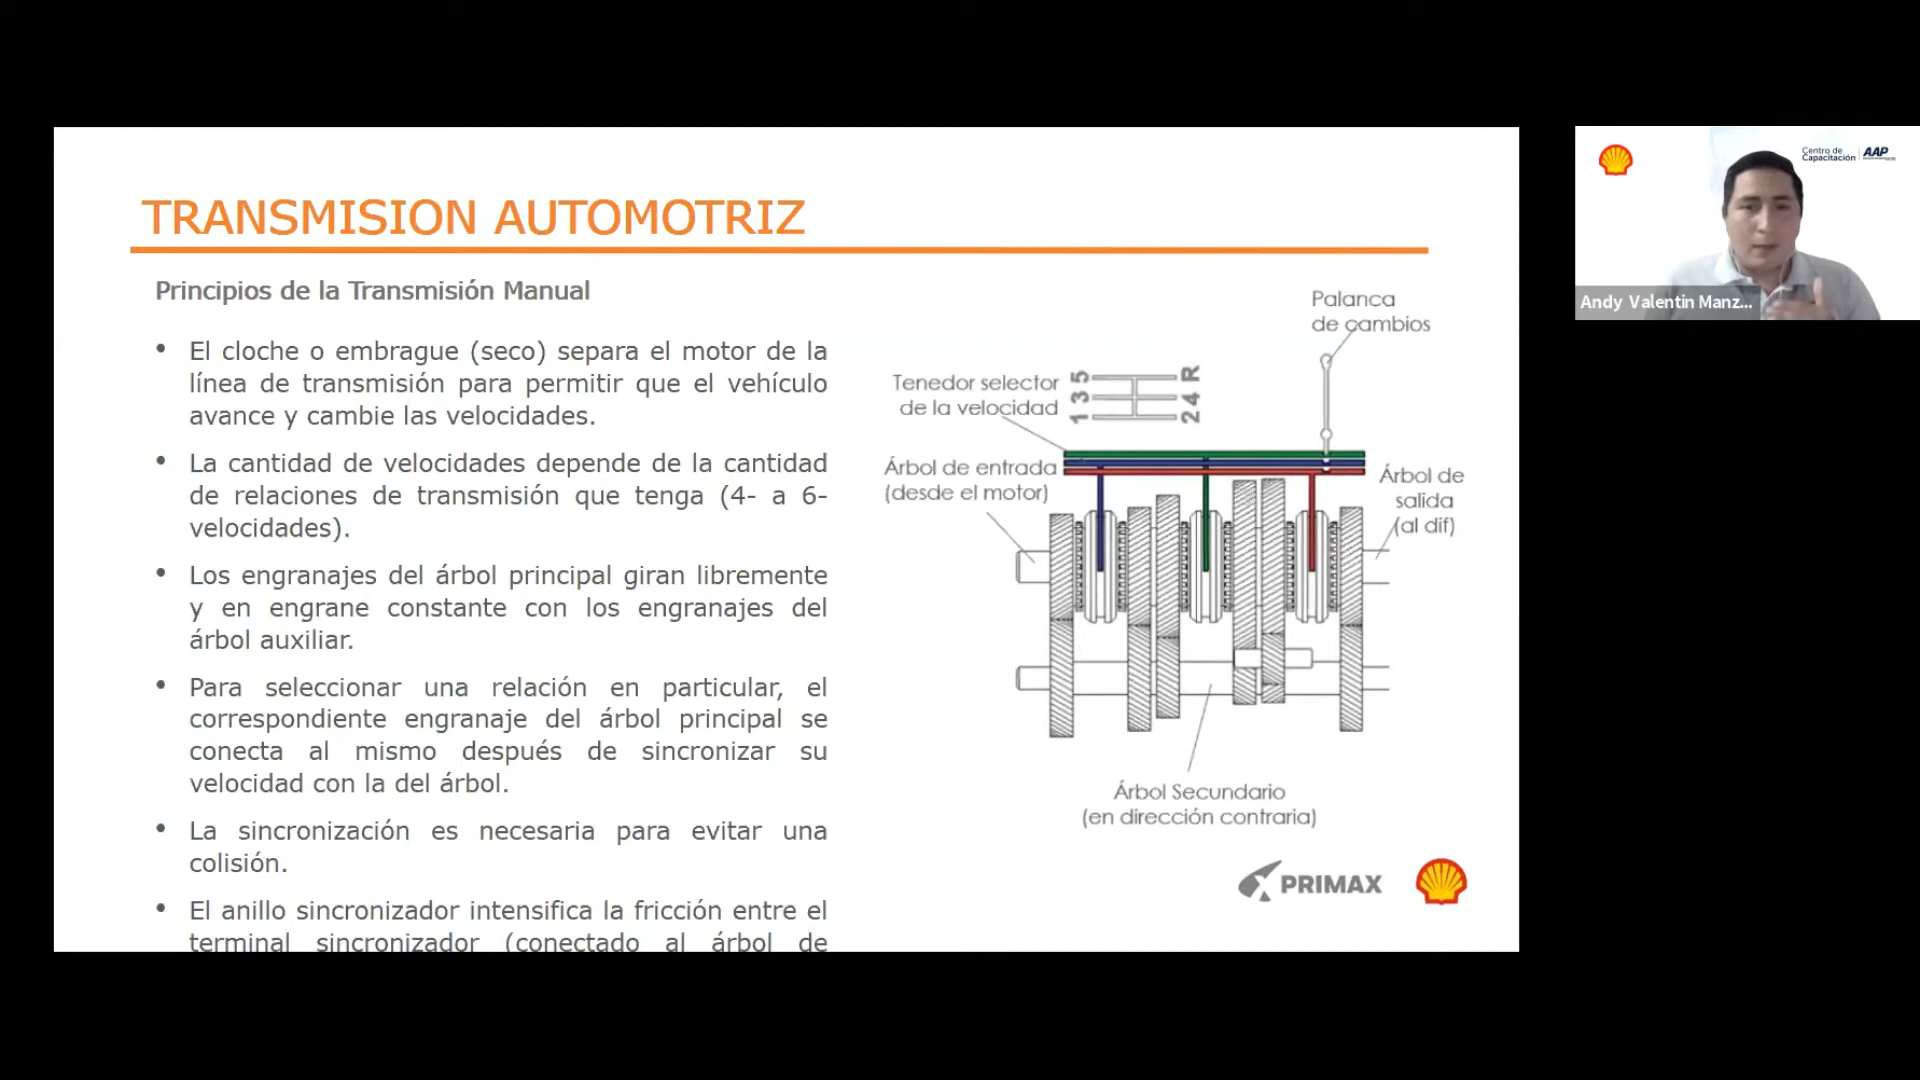 TRANSMISION AUTOMOTRIZ
Principios de la Transmisión Manual
• El cloche o embrague (seco) separa el motor de la
línea de transmisión para permitir que el vehículo
avance y cambie las velocidades.
• La cantidad de velocidades depende de la cantidad
de relaciones de transmisión que tenga (4- a 6-
velocidades).
• Los engranajes del árbol principal giran libremente
y en engrane constante con los engranajes del
árbol auxiliar.
• Para seleccionar una relación en particular, el
correspondiente engranaje del árbol principal se
conecta al mismo después de sincronizar su
velocidad con la del árbol.
• La sincronización es necesaria para evitar una
colisión.
• El anillo sincronizador intensifica la fricción entre el
terminal sincronizador (conectado al árbol de
Palanca
de cambios
Tenedor selector
de la velocidad
1 3 5
2 4 R
Árbol de entrada
(desde el motor)
Árbol de
salida
(al dif)
Árbol Secundario
(en dirección contraria)
PRIMAX
Centro de
Capacitación
AAP
Andy Valentin Manz...